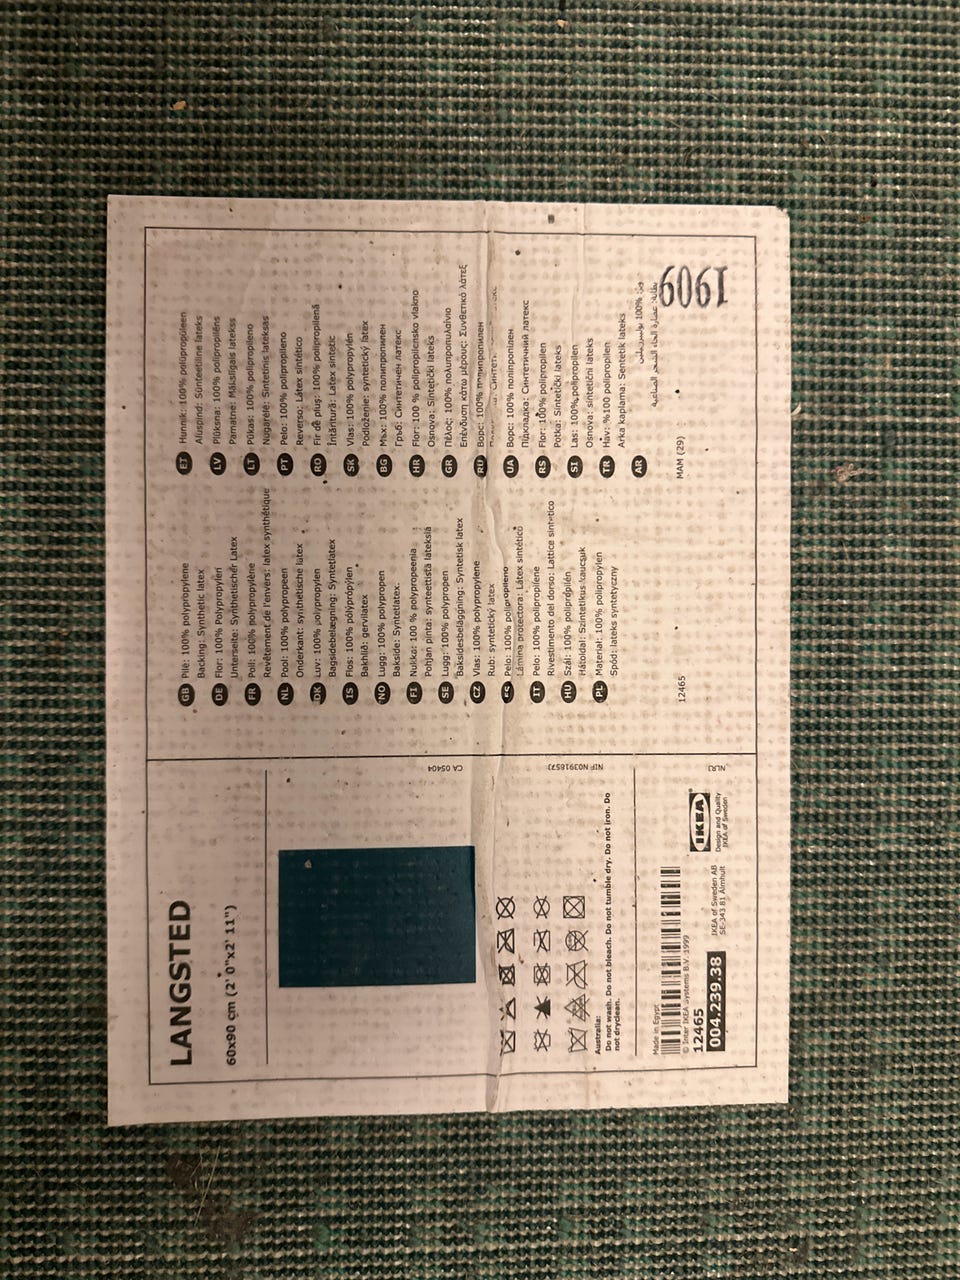 LANGSTED
60x90 cm (2' 0"x2' 11")
CA 05404
NIF N0391657J
Australia:
Do not wash. Do not bleach. Do not tumble dry. Do not iron. Do
not dryclean.
Made in Egypt
© Inter IKEA Systems B.V. 1999
12465
004.239.38
IKEA of Sweden AB
SE-343 81 Älmhult
IKEA
Design and Quality
IKEA of Sweden
NLRJ
GB Pile: 100% polypropylene
Backing: Synthetic latex
DE Flor: 100% Polypropylen
Unterseite: Synthetischer Latex
FR Poil: 100% polypropylène
Revêtement de l'envers: latex synthétique
NL Pool: 100% polypropeen
Onderkant: synthetische latex
DK Luv: 100% polypropylen
Bagsidebelægning: Syntetlatex
IS Flos: 100% pólýprópýlen
Bakhlið: gervilatex
NO Lugg: 100% polypropen
Bakside: Syntetlatex.
FI Nukka: 100 % polypropeenia
Pohjan pinta: synteettistä lateksia
SE Lugg: 100% polypropen
Baksidesbeläggning: Syntetisk latex
CZ Vlas: 100% polypropylene
Rub: syntetický latex
ES Pelo: 100% polipropileno
Lámina protectora: Látex sintético
IT Pelo: 100% polipropilene
Rivestimento del dorso: Lattice sintetico
HU Szál: 100% polipropilén
Hátoldal: Szintetikus kaucsuk
PL Materiał: 100% polipropylen
Spód: lateks syntetyczny
12465
EE Hunnik: 100% polüpropüleen
Aluspind: Sünteetiline lateks
LV Plūksna: 100% polipropilēns
Pamatne: Mākslīgais latekss
LT Pūkas: 100% polipropileno
Nugarėlė: Sintetinis lateksas
PT Pelo: 100% polipropileno
Reverso: Látex sintético
RO Fir de pluş: 100% polipropilenă
Întăritură: Latex sintetic
SK Vlas: 100% polypropylén
Podloženie: syntetický latex
BG Мъх: 100% полипропилен
Гръб: Синтетичен латекс
HR Flor: 100 % polipropilensko vlakno
Osnova: Sintetički lateks
GR Πέλος: 100% πολυπροπυλαίνιο
Επένδυση κάτω μέρους: Συνθετικό λάτεξ
RU Ворс: 100% полипропилен
UA Ворс: 100% поліпропілен
Підкладка: Синтетичний латекс
RS Flor: 100% polipropilen
Potka: Sintetički lateks
SI Las: 100% polipropilen
Osnova: sintetični lateks
TR Hav: %100 polipropilen
Arka kaplama: Sentetik lateks
AR
MAM (29)
1909